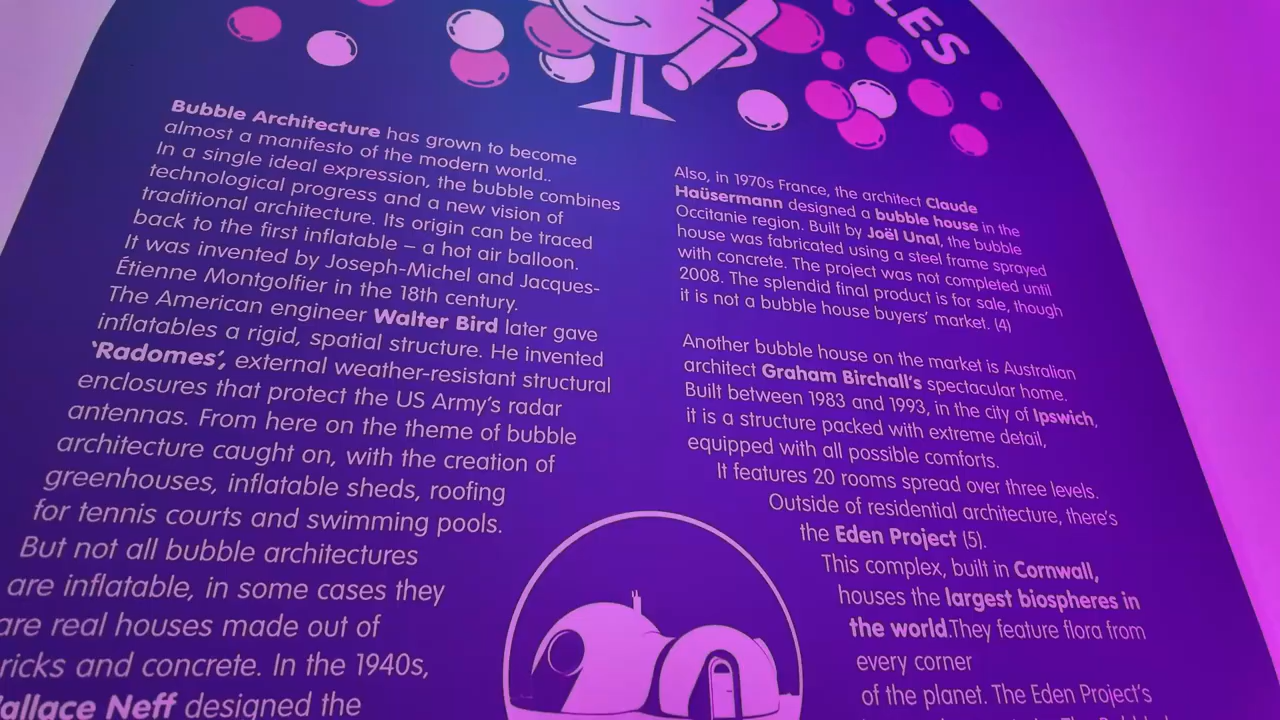 LES
Bubble Architecture has grown to become
almost a manifesto of the modern world..
In a single ideal expression, the bubble combines
technological progress and a new vision of
traditional architecture. Its origin can be traced
back to the first inflatable – a hot air balloon.
It was invented by Joseph-Michel and Jacques-
Étienne Montgolfier in the 18th century.
The American engineer Walter Bird later gave
inflatables a rigid, spatial structure. He invented
‘Radomes’, external weather-resistant structural
enclosures that protect the US Army’s radar
antennas. From here on the theme of bubble
architecture caught on, with the creation of
greenhouses, inflatable sheds, roofing
for tennis courts and swimming pools.
But not all bubble architectures
are inflatable, in some cases they
are real houses made out of
ricks and concrete. In the 1940s,
allace Neff designed the
Also, in 1970s France, the architect Claude
Haüsermann designed a bubble house in the
Occitanie region. Built by Joël Unal, the bubble
house was fabricated using a steel frame sprayed
with concrete. The project was not completed until
2008. The splendid final product is for sale, though
it is not a bubble house buyers’ market. (4)
Another bubble house on the market is Australian
architect Graham Birchall’s spectacular home.
Built between 1983 and 1993, in the city of Ipswich,
it is a structure packed with extreme detail,
equipped with all possible comforts.
It features 20 rooms spread over three levels.
Outside of residential architecture, there’s
the Eden Project (5).
This complex, built in Cornwall,
houses the largest biospheres in
the world.They feature flora from
every corner
of the planet. The Eden Project’s